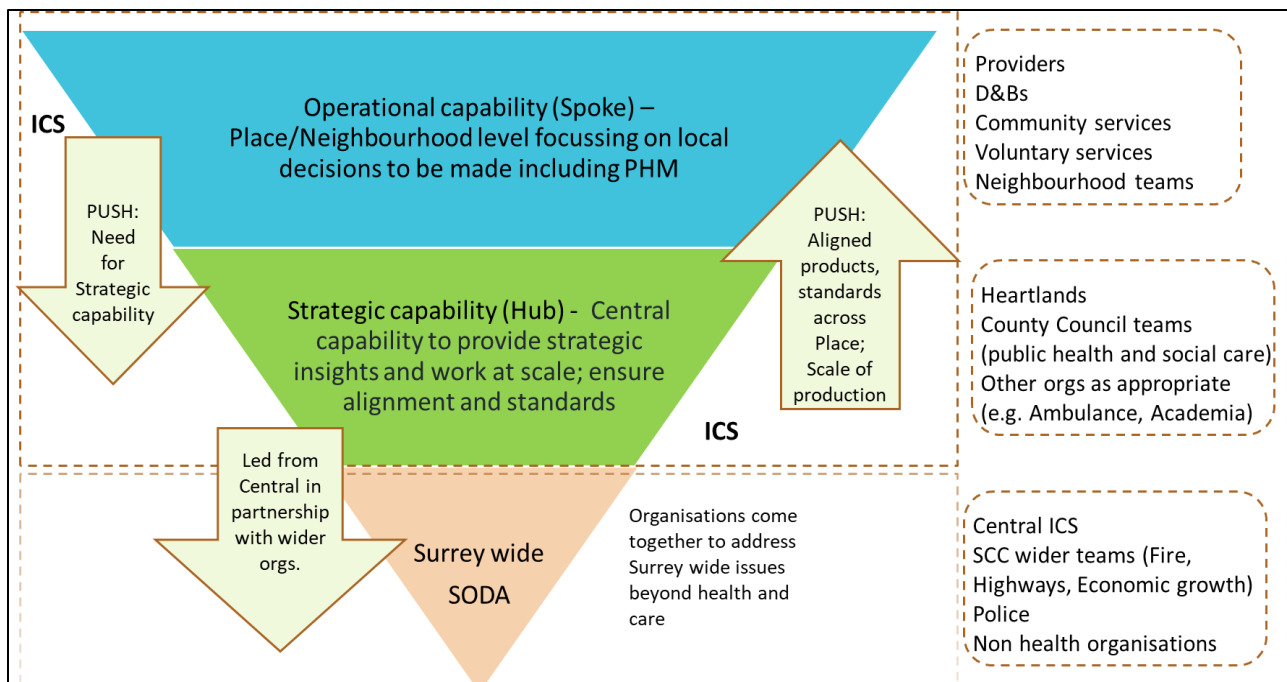 Operational capability (Spoke) –
Place/Neighbourhood level focussing on local
decisions to be made including PHM
ICS
PUSH:
Need
for
Strategic
capability
PUSH:
Aligned
products,
standards
across
Place;
Scale of
production
Providers
D&Bs
Community services
Voluntary services
Neighbourhood teams
Strategic capability (Hub) - Central
capability to provide strategic
insights and work at scale; ensure
alignment and standards
ICS
Heartlands
County Council teams
(public health and social care)
Other orgs as appropriate
(e.g. Ambulance, Academia)
Led from
Central in
partnership
with wider
orgs.
Surrey wide
SODA
Organisations come
together to address
Surrey wide issues
beyond health and
care
Central ICS
SCC wider teams (Fire,
Highways, Economic growth)
Police
Non health organisations